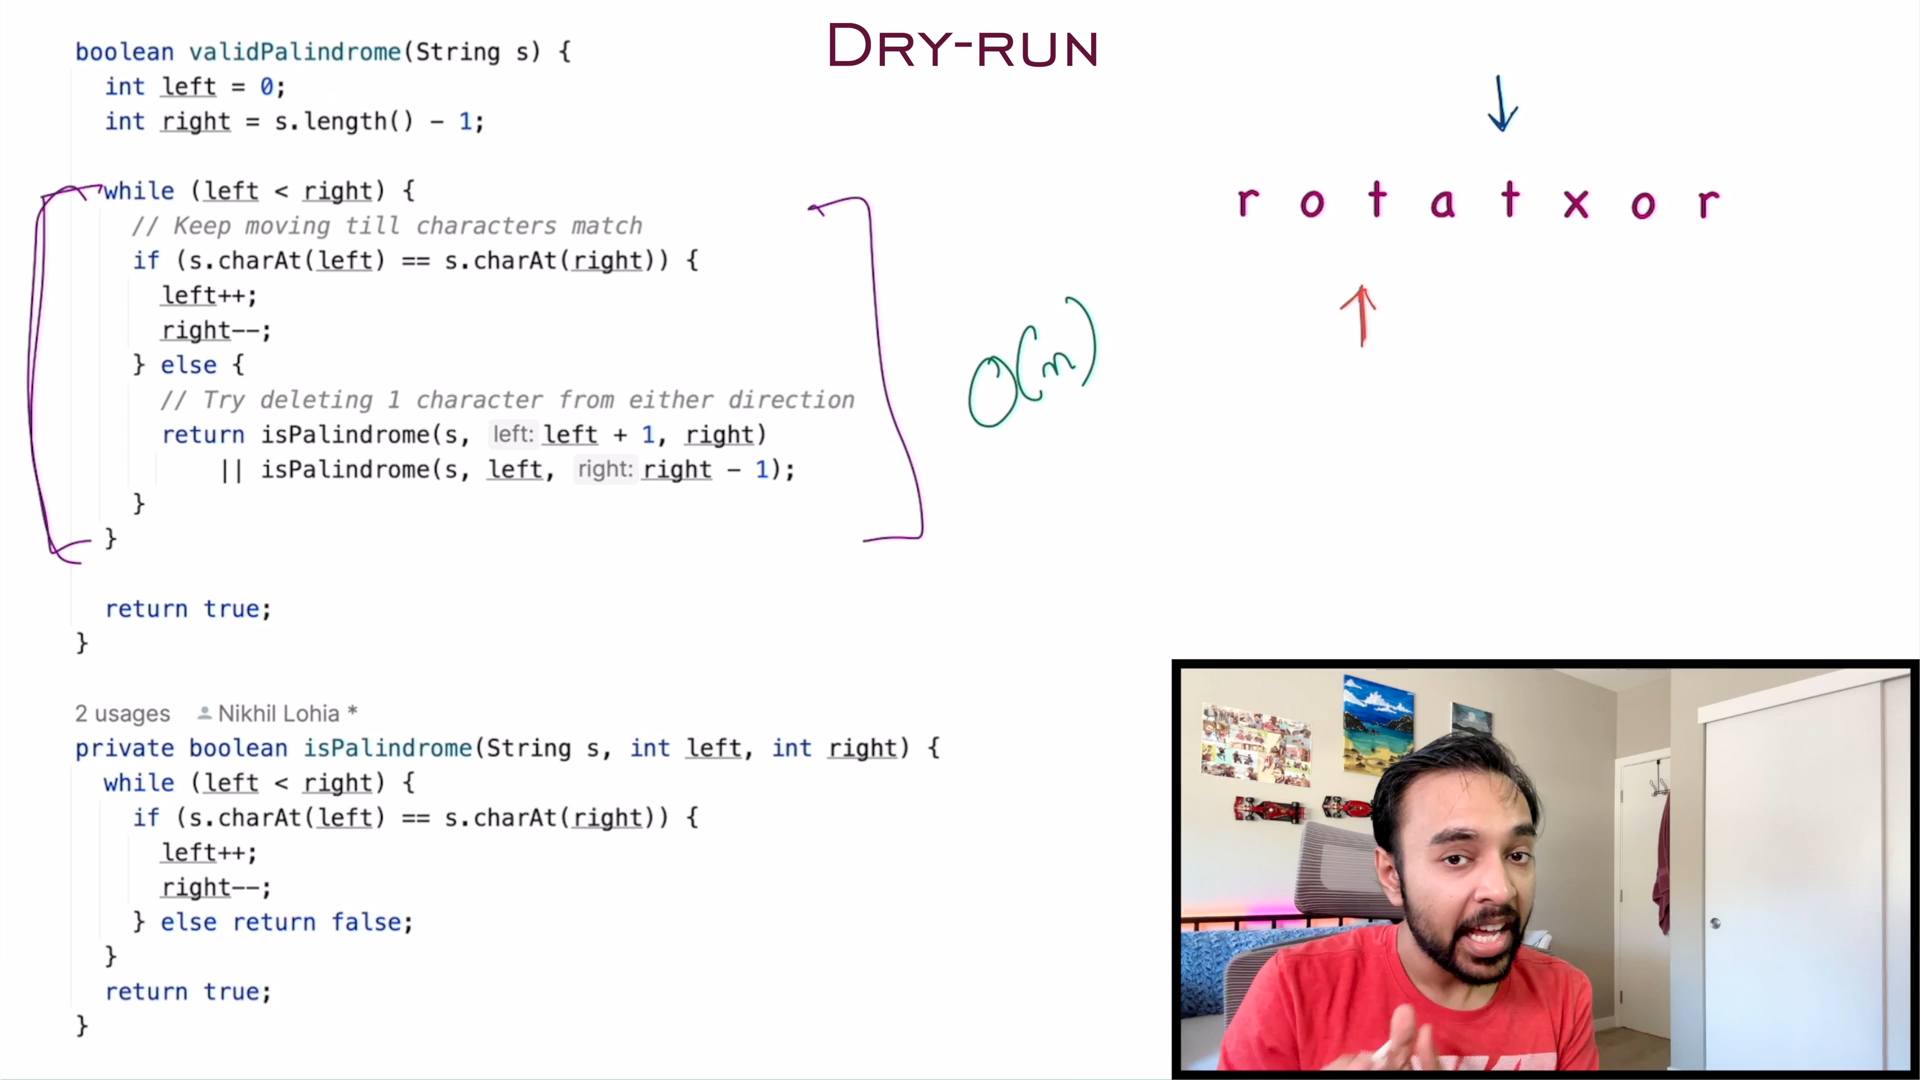 DRY-RUN
boolean validPalindrome(String s) {
int left = 0;
int right = s.length() - 1;
while (left < right) {
// Keep moving till characters match
if (s.charAt(left) == s.charAt(right)) {
left++;
right--;
} else {
// Try deleting 1 character from either direction
return isPalindrome(s, left: left + 1, right)
|| isPalindrome(s, left, right: right - 1);
}
}
return true;
}
2 usages Nikhil Lohia *
private boolean isPalindrome(String s, int left, int right) {
while (left < right) {
if (s.charAt(left) == s.charAt(right)) {
left++;
right--;
} else return false;
}
return true;
}
O(n)
r o t a t x o r